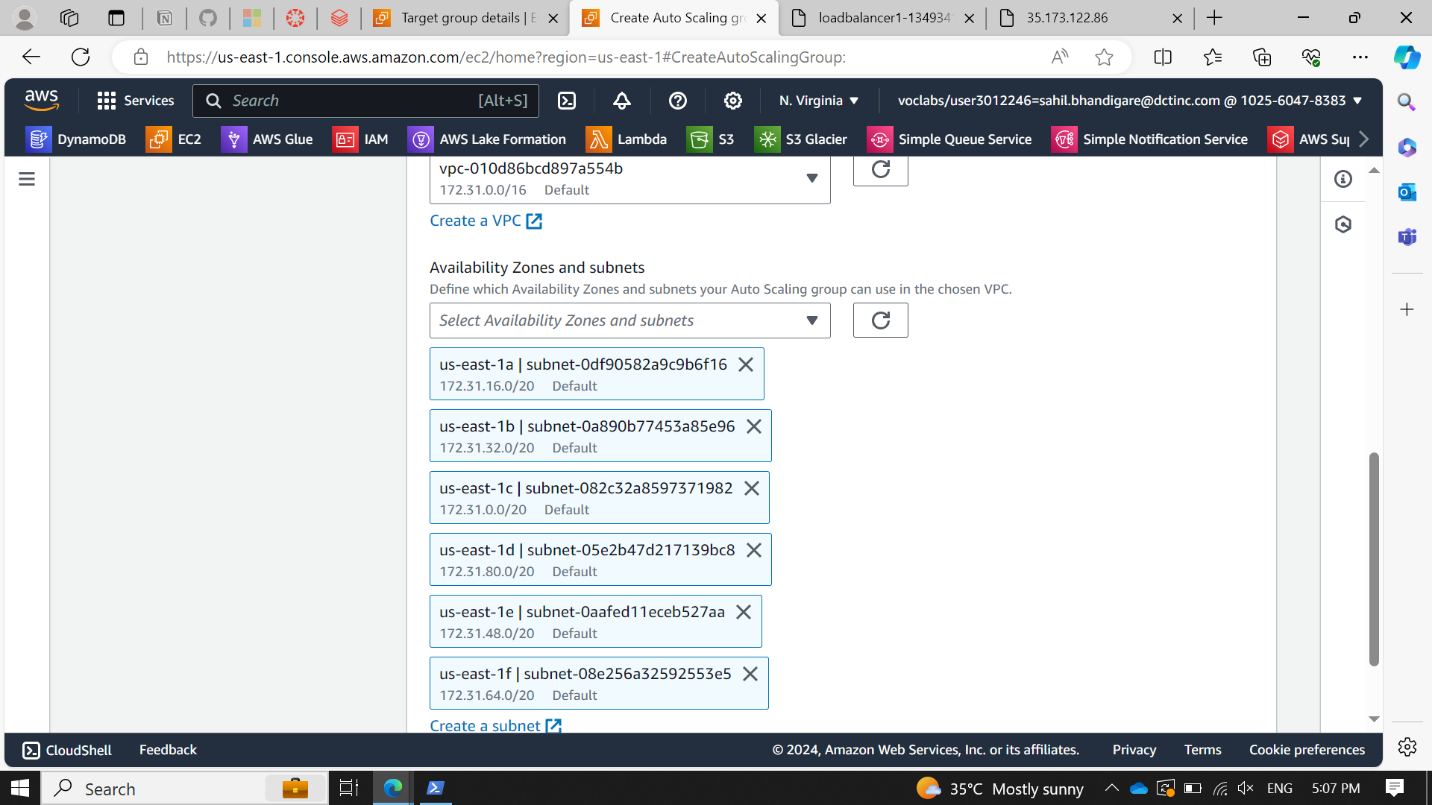 Target group details | E
Create Auto Scaling gr
loadbalancer1-134934
35.173.122.86
https://us-east-1.console.aws.amazon.com/ec2/home?region=us-east-1#CreateAutoScalingGroup:
aws
Services
Search
[Alt+S]
N. Virginia
voclabs/user3012246=sahil.bhandigare@dctinc.com @ 1025-6047-8383
DynamoDB
EC2
AWS Glue
IAM
AWS Lake Formation
Lambda
S3
S3 Glacier
Simple Queue Service
Simple Notification Service
AWS Su
vpc-010d86bcd897a554b
172.31.0.0/16 Default
Create a VPC
Availability Zones and subnets
Define which Availability Zones and subnets your Auto Scaling group can use in the chosen VPC.
Select Availability Zones and subnets
us-east-1a | subnet-0df90582a9c9b6f16
172.31.16.0/20 Default
us-east-1b | subnet-0a890b77453a85e96
172.31.32.0/20 Default
us-east-1c | subnet-082c32a8597371982
172.31.0.0/20 Default
us-east-1d | subnet-05e2b47d217139bc8
172.31.80.0/20 Default
us-east-1e | subnet-0aafed11eceb527aa
172.31.48.0/20 Default
us-east-1f | subnet-08e256a32592553e5
172.31.64.0/20 Default
Create a subnet
CloudShell
Feedback
© 2024, Amazon Web Services, Inc. or its affiliates.
Privacy
Terms
Cookie preferences
Search
35°C Mostly sunny
ENG
5:07 PM